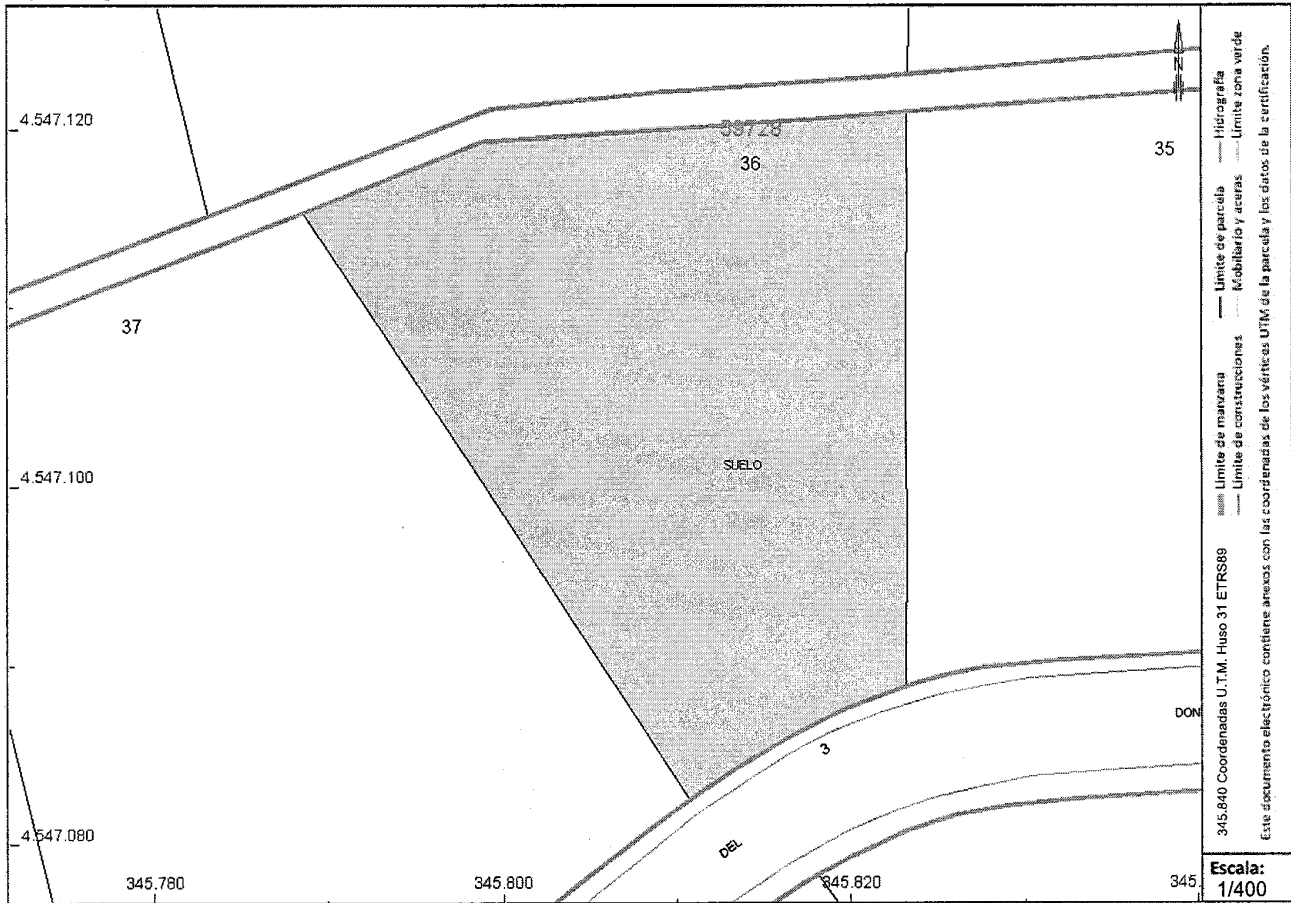 4.547.120
4.547.100
4.547.080
345.780
345.800
345.820
345.
59728
36
35
37
SUELO
3
DEL
DON
N
345.840 Coordenadas U.T.M. Huso 31 ETRS89
Límite de manzana
Límite de parcela
Hidrografía
Límite de construcciones
Mobiliario y aceras
Límite zona verde
Este documento electrónico contiene anexos con las coordenadas de los vértices UTM de la parcela y los datos de la certificación.
Escala:
1/400